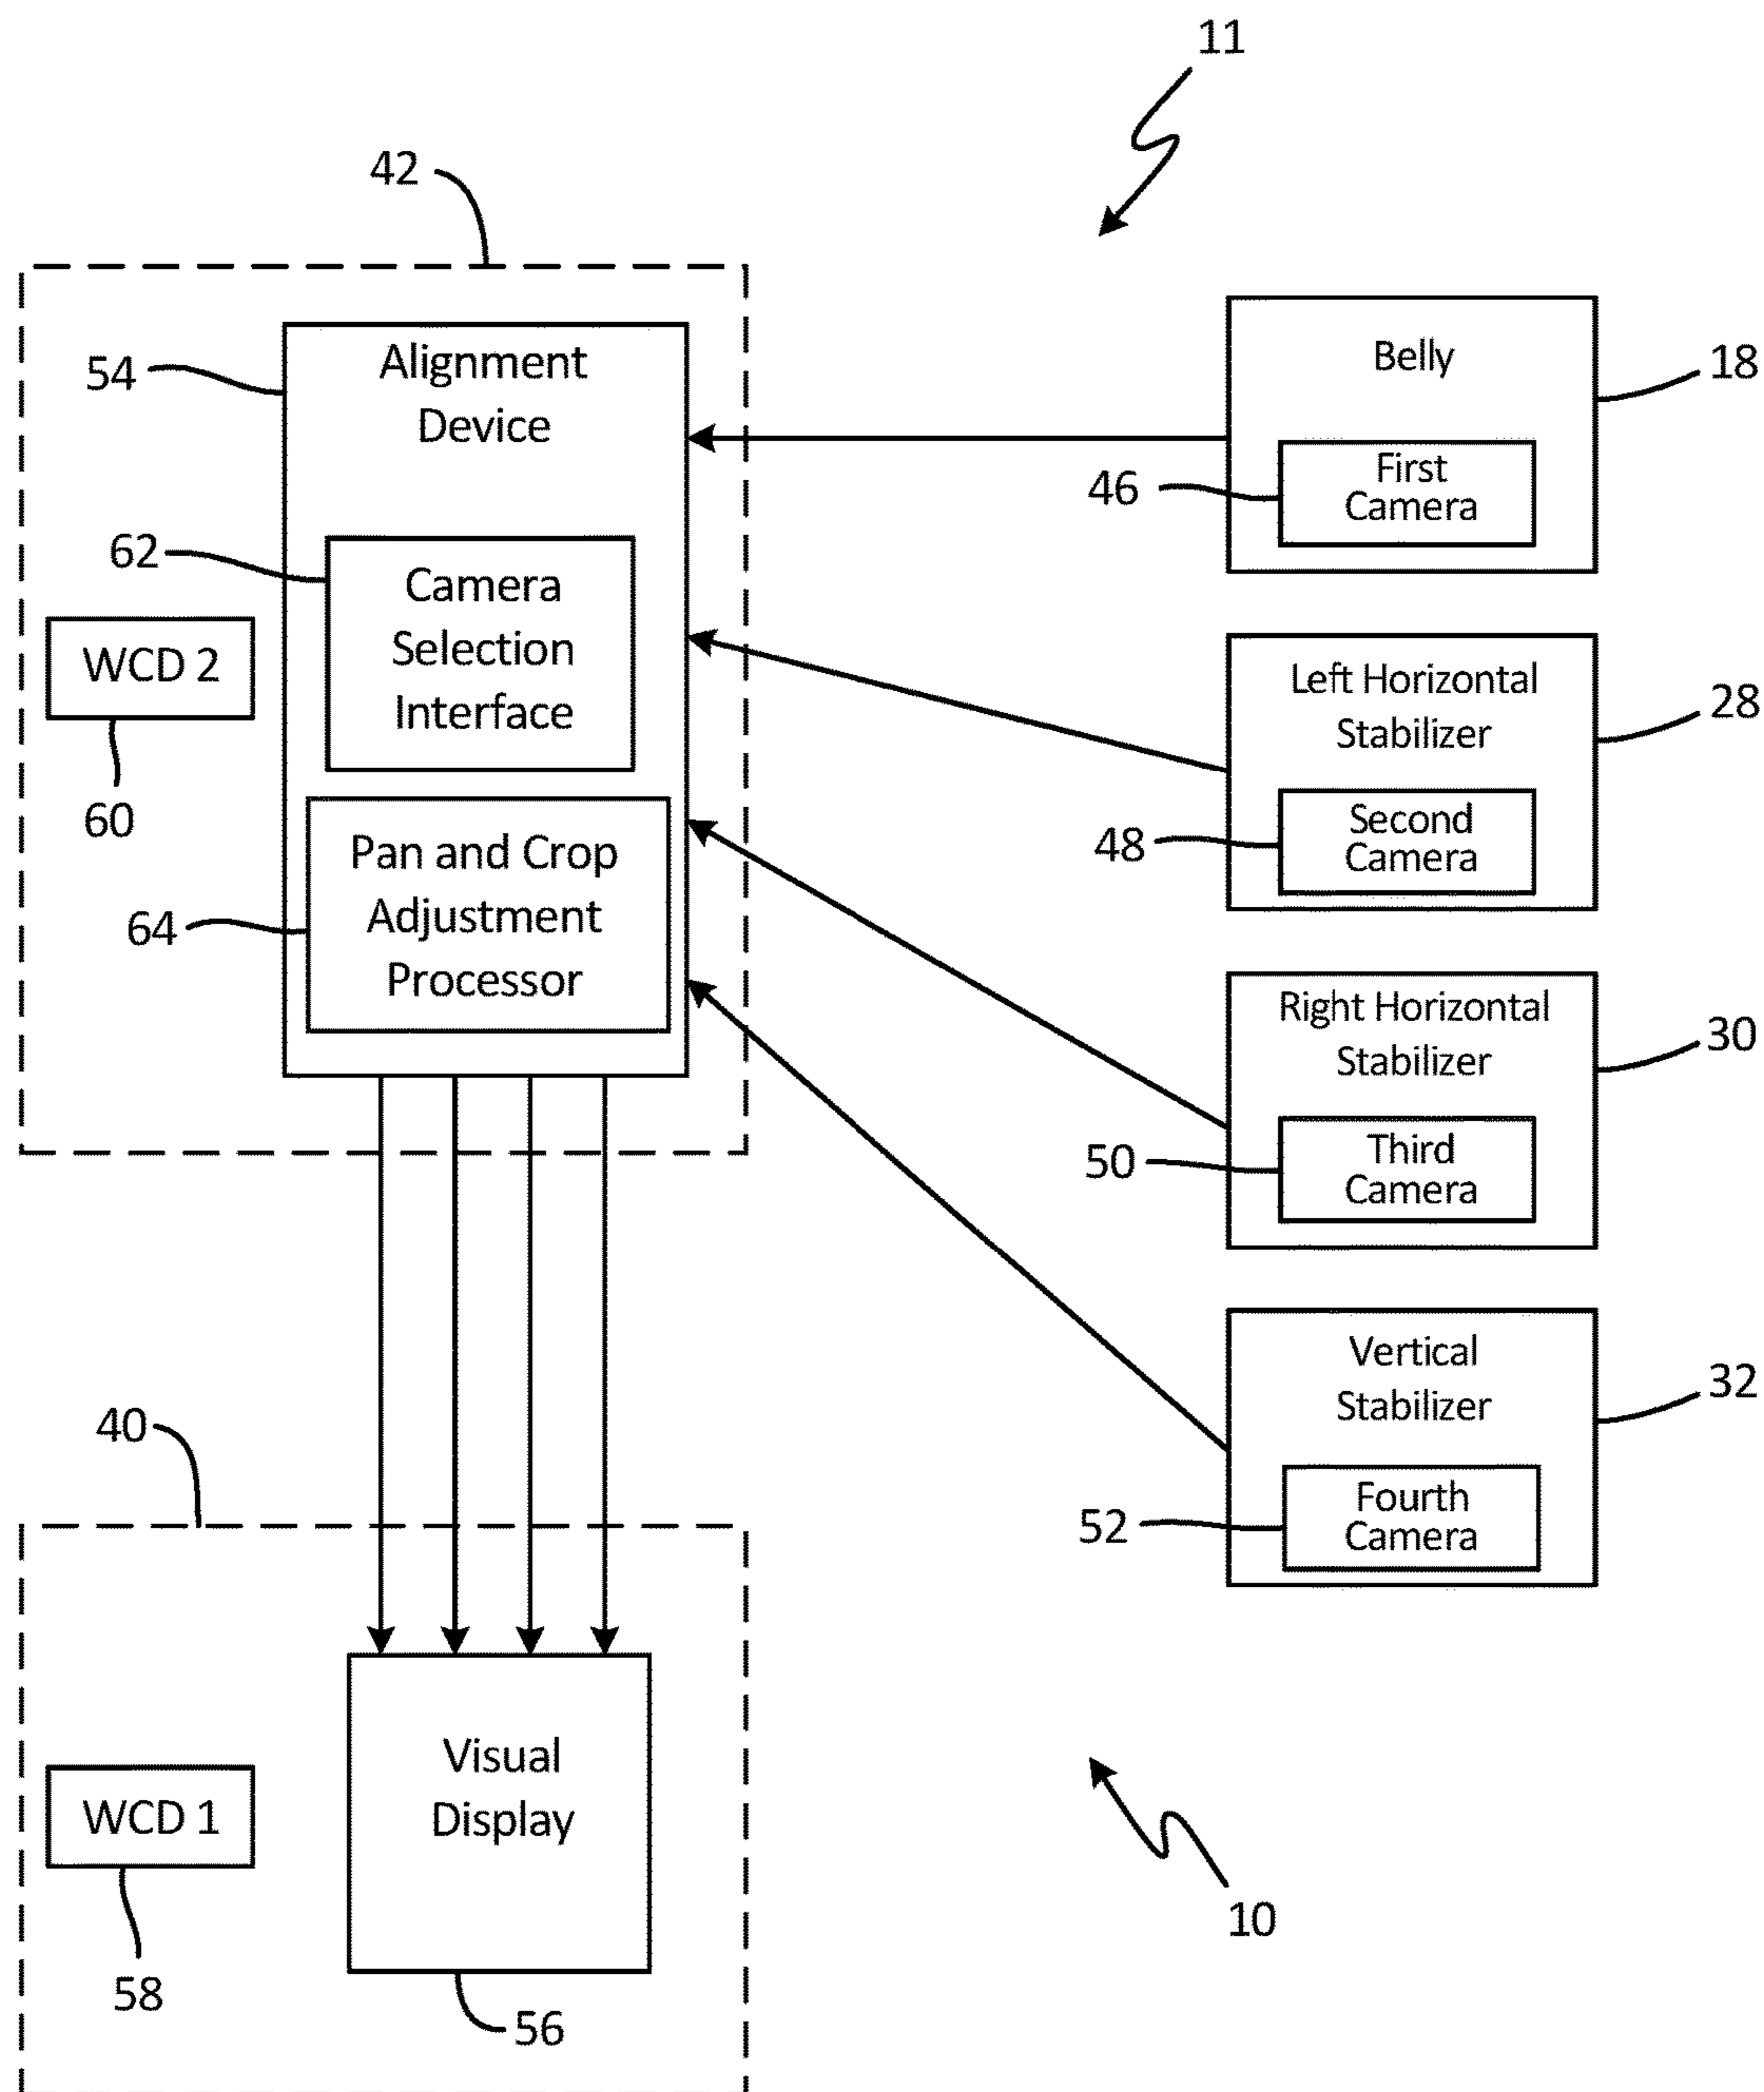 11
42
54
Alignment
Device
Belly
18
46
First
Camera
62
Camera
Selection
Interface
WCD 2
60
Left Horizontal
Stabilizer
28
48
Second
Camera
Pan and Crop
Adjustment
Processor
64
Right Horizontal
Stabilizer
30
50
Third
Camera
Vertical
Stabilizer
32
52
Fourth
Camera
40
Visual
Display
WCD 1
58
56
10